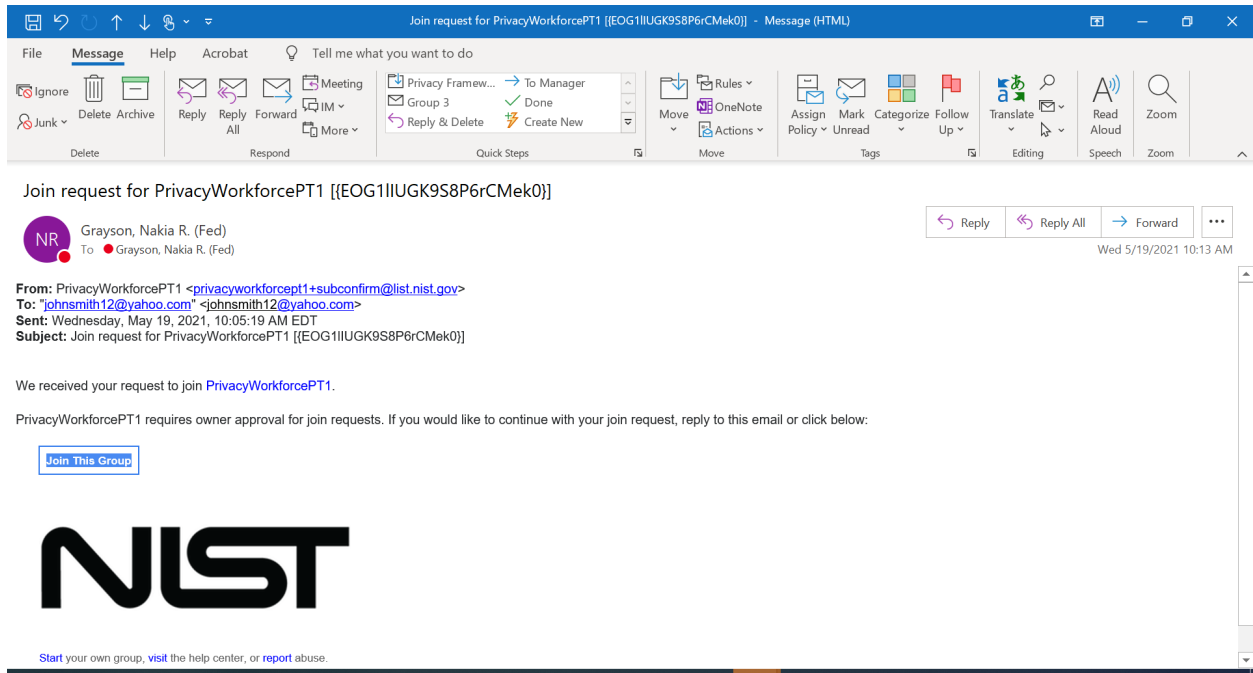 Join request for PrivacyWorkforcePT1 [{EOG1lIUGK9S8P6rCMek0}] - Message (HTML)
File Message Help Acrobat Tell me what you want to do
Ignore
Junk
Delete Archive
Delete
Reply Reply All Forward
Meeting
IM
More
Respond
Privacy Framew... To Manager
Group 3 Done
Reply & Delete Create New
Quick Steps
Move
Rules
OneNote
Actions
Move
Assign Policy Mark Unread Categorize Follow Up
Tags
Translate
Editing
Read Aloud
Speech
Zoom
Zoom
Join request for PrivacyWorkforcePT1 [{EOG1lIUGK9S8P6rCMek0}]
NR
Grayson, Nakia R. (Fed)
To Grayson, Nakia R. (Fed)
Reply Reply All Forward
Wed 5/19/2021 10:13 AM
From: PrivacyWorkforcePT1 <privacyworkforcept1+subconfirm@list.nist.gov>
To: "johnsmith12@yahoo.com" <johnsmith12@yahoo.com>
Sent: Wednesday, May 19, 2021, 10:05:19 AM EDT
Subject: Join request for PrivacyWorkforcePT1 [{EOG1lIUGK9S8P6rCMek0}]
We received your request to join PrivacyWorkforcePT1.
PrivacyWorkforcePT1 requires owner approval for join requests. If you would like to continue with your join request, reply to this email or click below:
Join This Group
NIST
Start your own group, visit the help center, or report abuse.